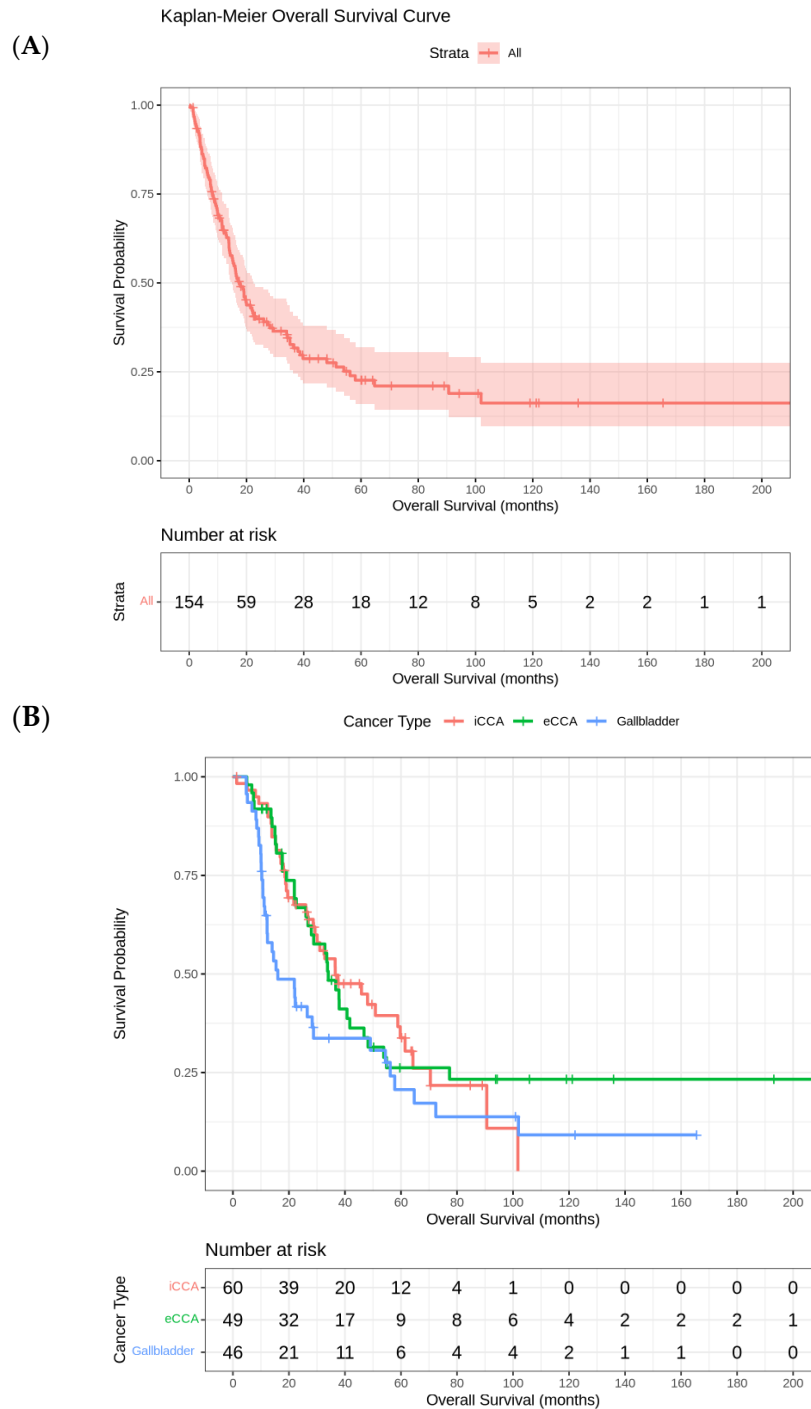 Kaplan-Meier Overall Survival Curve
(A)
Strata All
Survival Probability
1.00
0.75
0.50
0.25
0.00
0 20 40 60 80 100 120 140 160 180 200
Overall Survival (months)
Number at risk
Strata
All 154 59 28 18 12 8 5 2 2 1 1
0 20 40 60 80 100 120 140 160 180 200
Overall Survival (months)
(B)
Cancer Type iCCA eCCA Gallbladder
Survival Probability
1.00
0.75
0.50
0.25
0.00
0 20 40 60 80 100 120 140 160 180 200
Overall Survival (months)
Number at risk
Cancer Type
iCCA 60 39 20 12 4 1 0 0 0 0 0
eCCA 49 32 17 9 8 6 4 2 2 2 1
Gallbladder 46 21 11 6 4 4 2 1 1 0 0
0 20 40 60 80 100 120 140 160 180 200
Overall Survival (months)